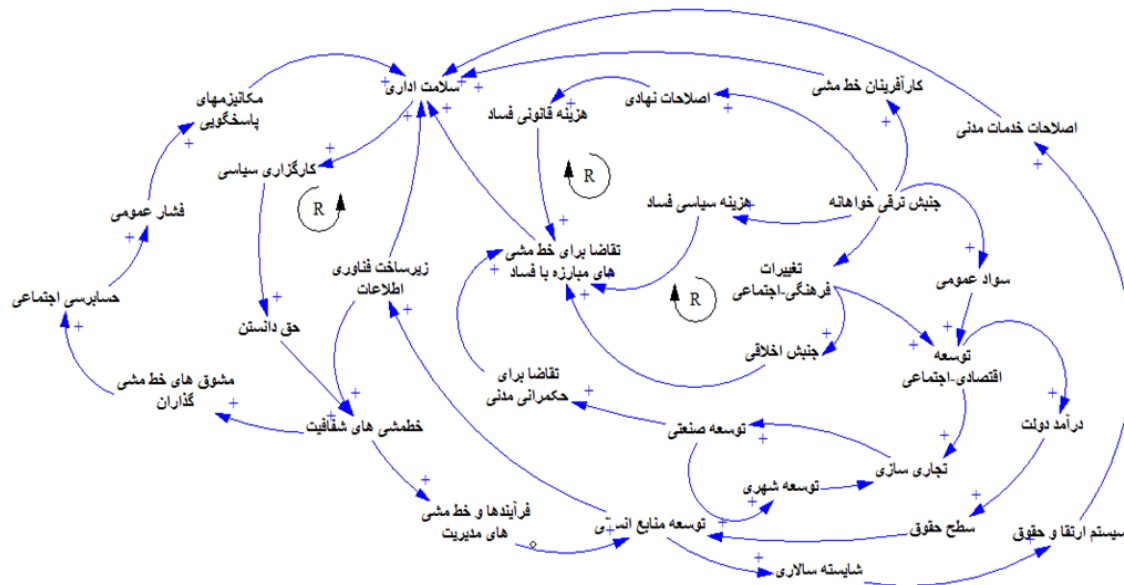 کارآفرینان خط مشی
سلامت اداری
مکانیزمهای
پاسخگویی
اصلاحات نهادی
هزینه قانونی فساد
اصلاحات خدمات مدنی
کارگزاری سیاسی
R
R
جنبش ترقی خواهانه
هزینه سیاسی فساد
فشار عمومی
تقاضا برای خط مشی
های مبارزه با فساد
زیرساخت فناوری
اطلاعات
تغییرات
فرهنگی-اجتماعی
سواد عمومی
حسابرسی اجتماعی
R
حق دانستن
جنبش اخلاقی
توسعه
اقتصادی-اجتماعی
تقاضا برای
حکمرانی مدنی
مشوق های خط مشی
گذاران
خطمشی های شفافیت
توسعه صنعتی
درآمد دولت
تجاری سازی
توسعه شهری
فرآیندها و خط مشی
های مدیریت
توسعه منابع
سطح حقوق
سیستم ارتقا و حقوق
شایسته سالاری